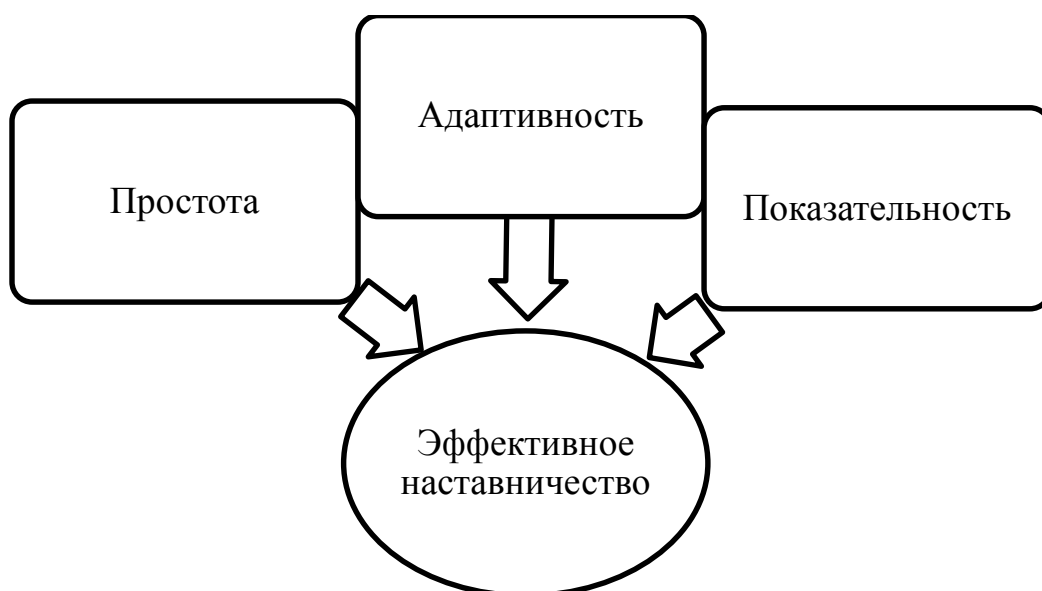 Адаптивность
Простота
Показательность
Эффективное
наставничество